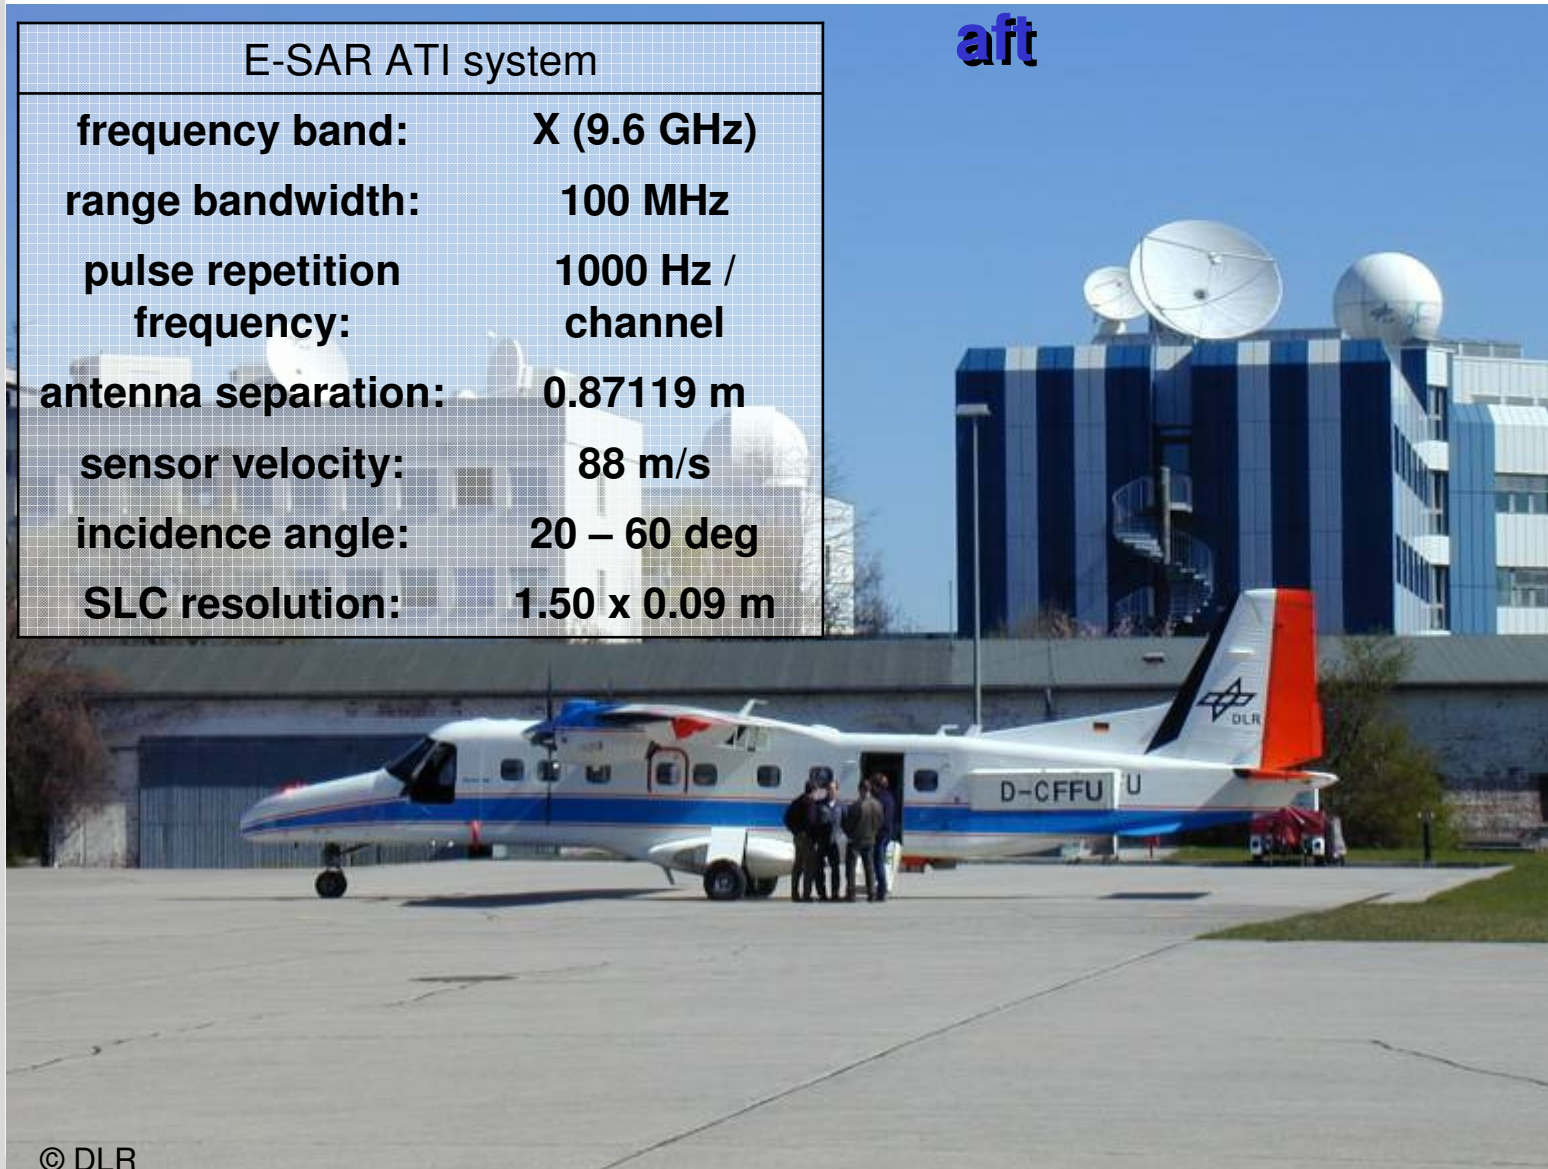 aft
E-SAR ATI system
frequency band: X (9.6 GHz)
range bandwidth: 100 MHz
pulse repetition frequency: 1000 Hz / channel
antenna separation: 0.87119 m
sensor velocity: 88 m/s
incidence angle: 20 – 60 deg
SLC resolution: 1.50 x 0.09 m
DLR
D-CFFU U
© DLR